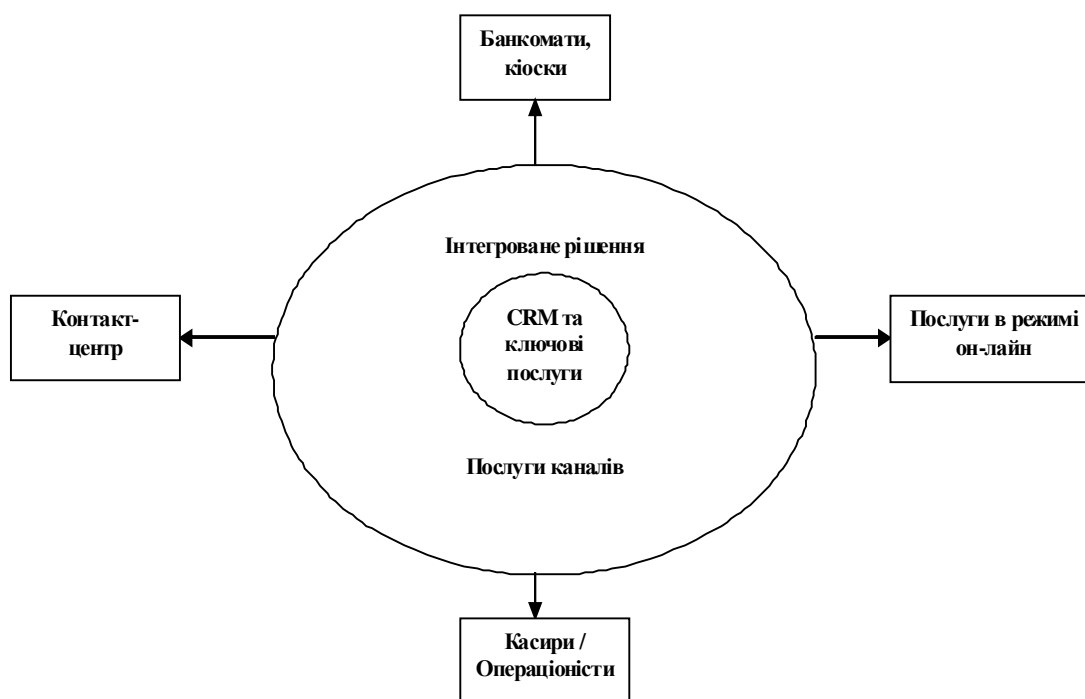 Банкомати,
кіоски
Інтегроване рішення
Контакт-
центр
CRM та
ключові
послуги
Послуги в режимі
он-лайн
Послуги каналів
Касири /
Операціоністи